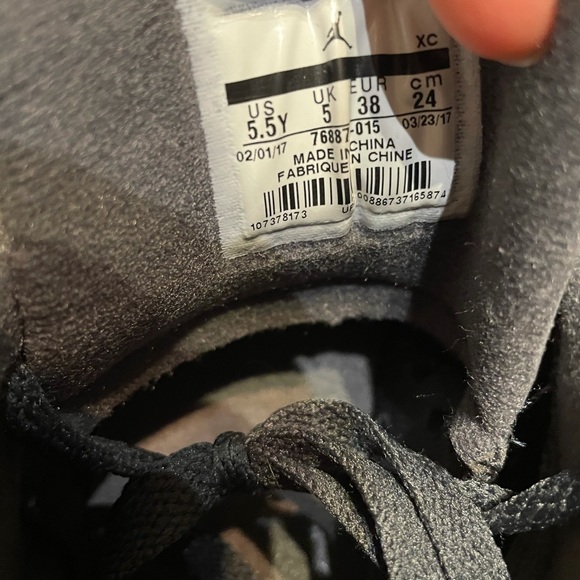 XC
US UK EUR cm
5.5Y 5 38 24
02/01/17 -015 03/23/17
MADE IN CHINA
FABRIQUE EN CHINE
107378173